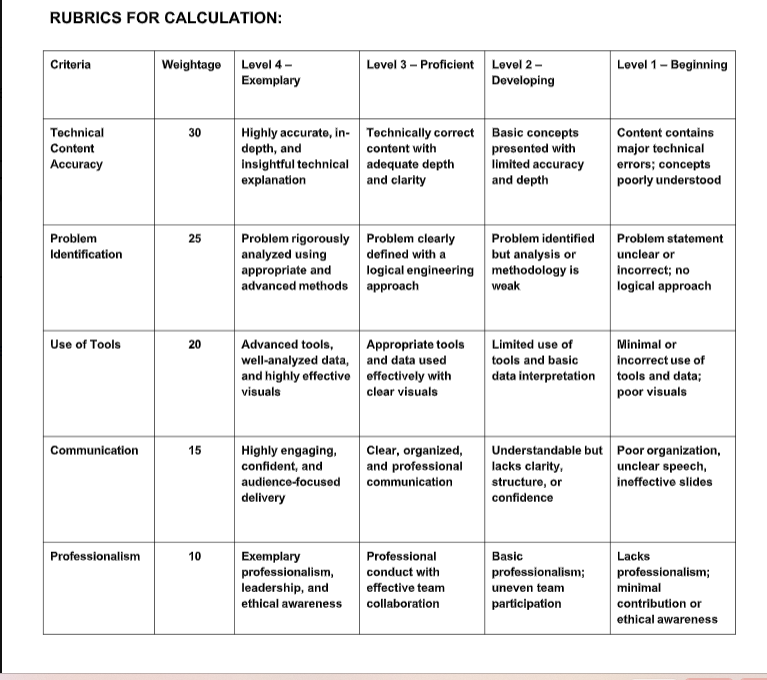 RUBRICS FOR CALCULATION:
Criteria
Weightage
Level 4 –
Exemplary
Level 3 – Proficient
Level 2 –
Developing
Level 1 – Beginning
Technical
Content
Accuracy
30
Highly accurate, in-
depth, and
insightful technical
explanation
Technically correct
content with
adequate depth
and clarity
Basic concepts
presented with
limited accuracy
and depth
Content contains
major technical
errors; concepts
poorly understood
Problem
Identification
25
Problem rigorously
analyzed using
appropriate and
advanced methods
Problem clearly
defined with a
logical engineering
approach
Problem identified
but analysis or
methodology is
weak
Problem statement
unclear or
incorrect; no
logical approach
Use of Tools
20
Advanced tools,
well-analyzed data,
and highly effective
visuals
Appropriate tools
and data used
effectively with
clear visuals
Limited use of
tools and basic
data interpretation
Minimal or
incorrect use of
tools and data;
poor visuals
Communication
15
Highly engaging,
confident, and
audience-focused
delivery
Clear, organized,
and professional
communication
Understandable but
lacks clarity,
structure, or
confidence
Poor organization,
unclear speech,
ineffective slides
Professionalism
10
Exemplary
professionalism,
leadership, and
ethical awareness
Professional
conduct with
effective team
collaboration
Basic
professionalism;
uneven team
participation
Lacks
professionalism;
minimal
contribution or
ethical awareness